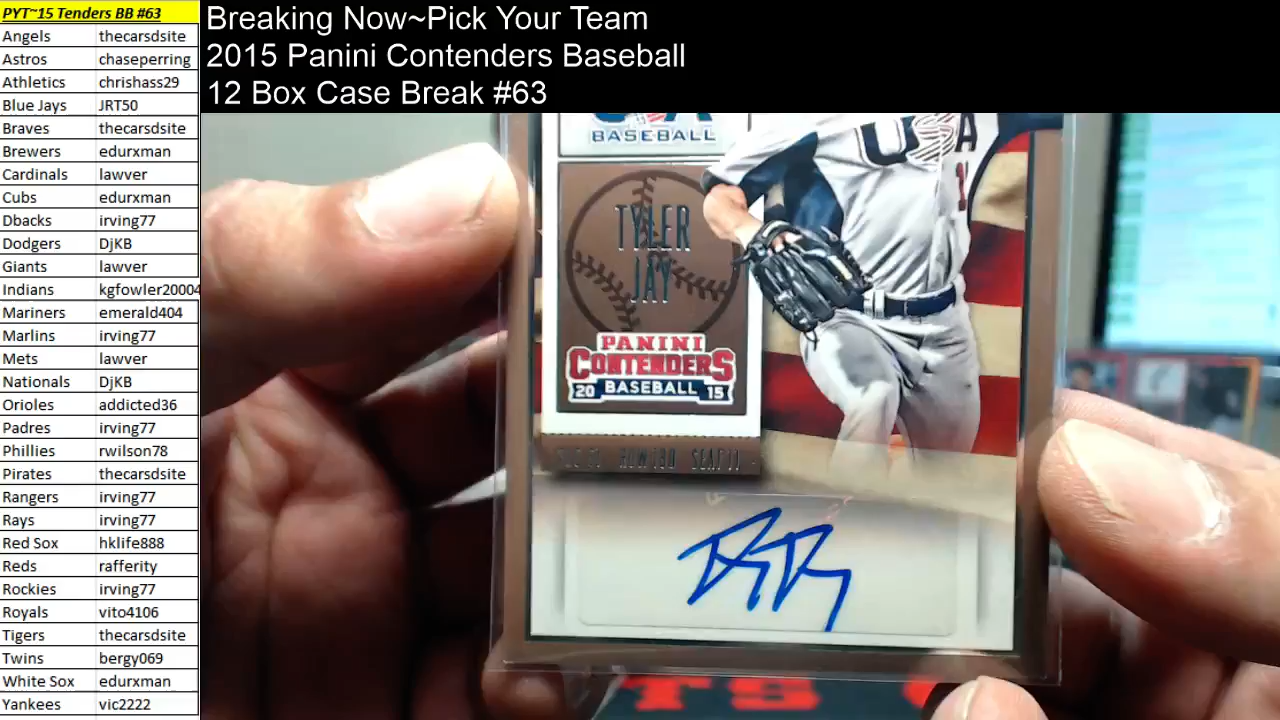 PYT~15 Tenders BB #63
Angels thecarsdsite
Astros chaseperring
Athletics chrishass29
Blue Jays JRT50
Braves thecarsdsite
Brewers edurxman
Cardinals lawver
Cubs edurxman
Dbacks irving77
Dodgers DjKB
Giants lawver
Indians kgfowler20004
Mariners emerald404
Marlins irving77
Mets lawver
Nationals DjKB
Orioles addicted36
Padres irving77
Phillies rwilson78
Pirates thecarsdsite
Rangers irving77
Rays irving77
Red Sox hklife888
Reds rafferity
Rockies irving77
Royals vito4106
Tigers thecarsdsite
Twins bergy069
White Sox edurxman
Yankees vic2222
Breaking Now~Pick Your Team
2015 Panini Contenders Baseball
12 Box Case Break #63
BASEBALL
TYLER
JAY
PANINI
CONTENDERS
20 BASEBALL 15
USA
1